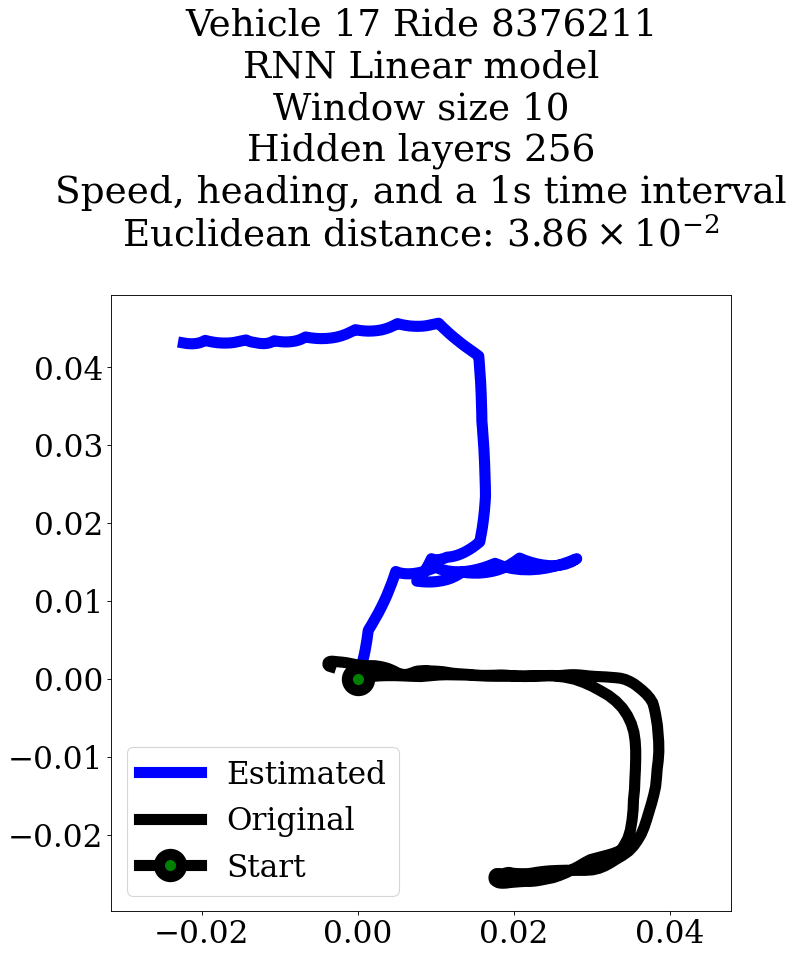 Vehicle 17 Ride 8376211
RNN Linear model
Window size 10
Hidden layers 256
Speed, heading, and a 1s time interval
Euclidean distance: 3.86 × 10⁻²
0.04
0.03
0.02
0.01
0.00
−0.01
−0.02
Estimated
Original
Start
−0.02
0.00
0.02
0.04